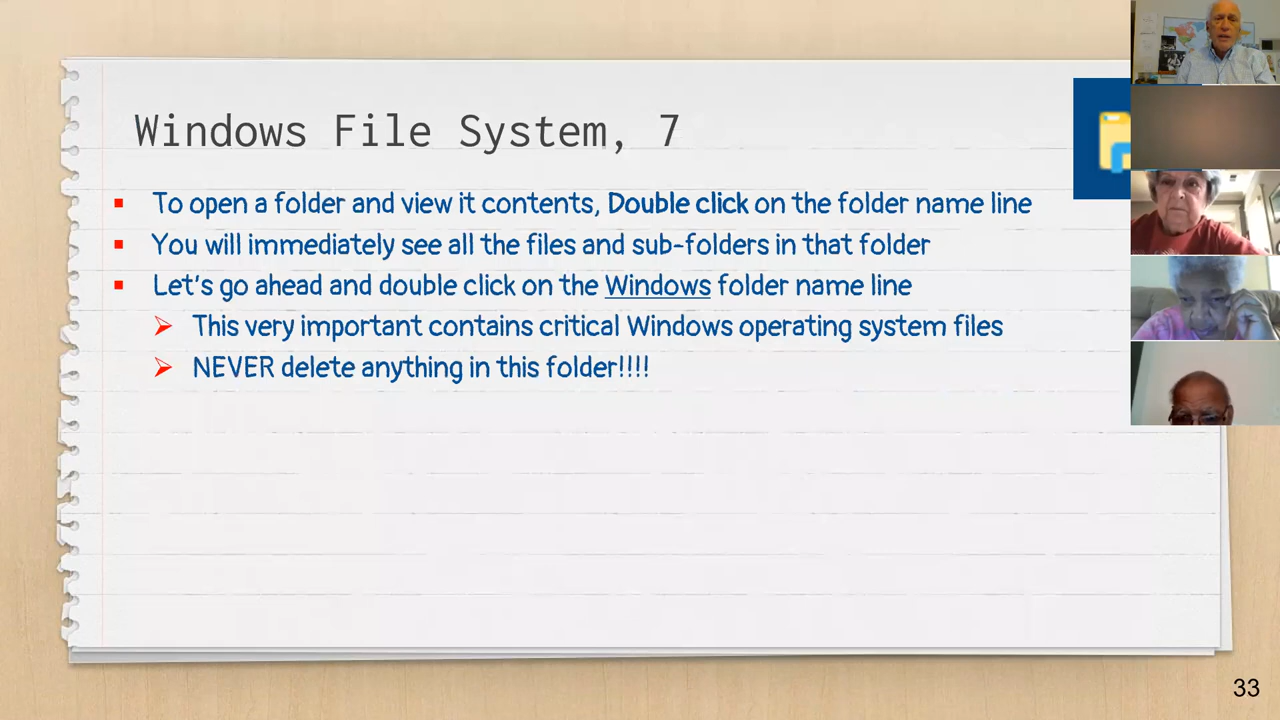 Windows File System, 7
To open a folder and view it contents, Double click on the folder name line
You will immediately see all the files and sub-folders in that folder
Let's go ahead and double click on the Windows folder name line
This very important contains critical Windows operating system files
NEVER delete anything in this folder!!!!
33